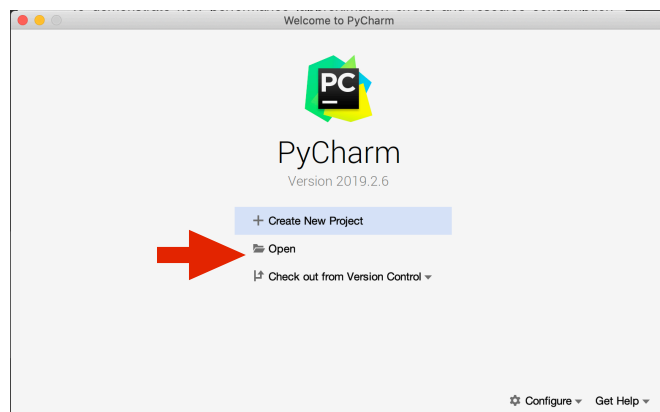 Welcome to PyCharm
PC
PyCharm
Version 2019.2.6
Create New Project
Open
Check out from Version Control
Configure Get Help